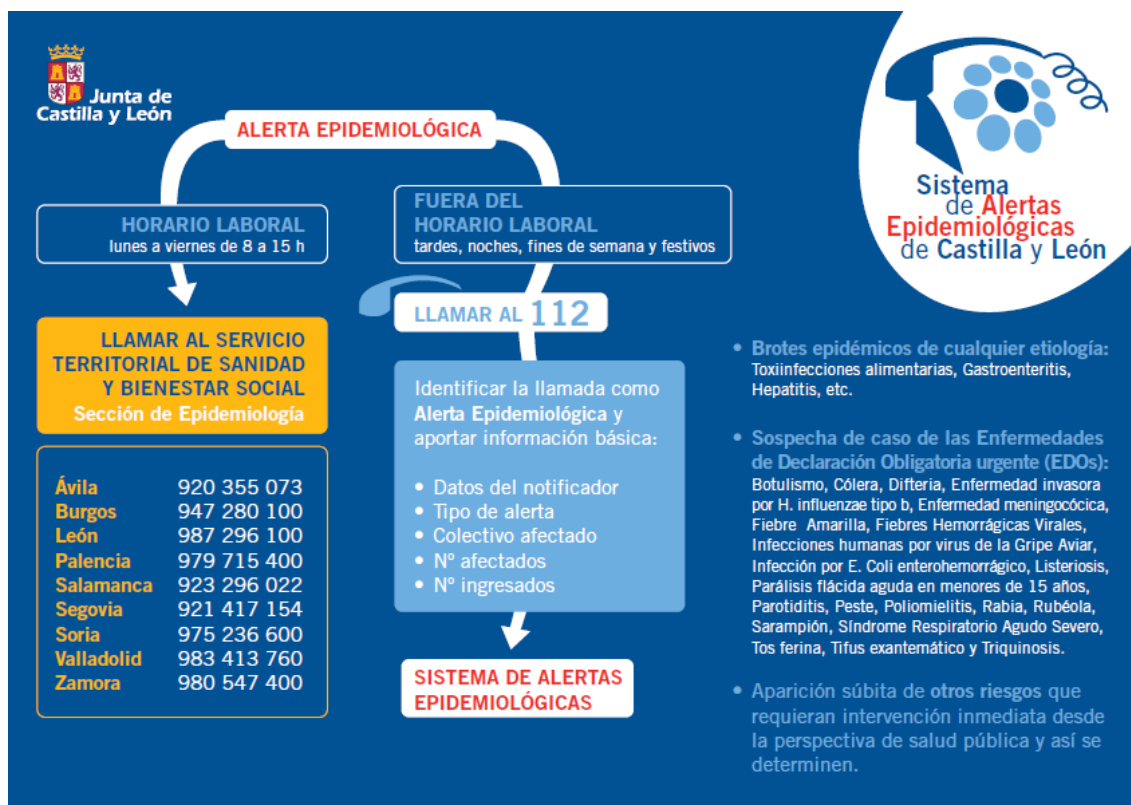 Junta de
Castilla y León
ALERTA EPIDEMIOLÓGICA
HORARIO LABORAL
lunes a viernes de 8 a 15 h
LLAMAR AL SERVICIO
TERRITORIAL DE SANIDAD
Y BIENESTAR SOCIAL
Sección de Epidemiología
Ávila 920 355 073
Burgos 947 280 100
León 987 296 100
Palencia 979 715 400
Salamanca 923 296 022
Segovia 921 417 154
Soria 975 236 600
Valladolid 983 413 760
Zamora 980 547 400
FUERA DEL
HORARIO LABORAL
tardes, noches, fines de semana y festivos
LLAMAR AL 112
Identificar la llamada como
Alerta Epidemiológica y
aportar información básica:
• Datos del notificador
• Tipo de alerta
• Colectivo afectado
• Nº afectados
• Nº ingresados
SISTEMA DE ALERTAS
EPIDEMIOLÓGICAS
Sistema
de Alertas
Epidemiológicas
de Castilla y León
• Brotes epidémicos de cualquier etiología:
Toxiinfecciones alimentarias, Gastroenteritis,
Hepatitis, etc.
• Sospecha de caso de las Enfermedades
de Declaración Obligatoria urgente (EDOs):
Botulismo, Cólera, Difteria, Enfermedad invasora
por H. influenzae tipo b, Enfermedad meningocócica,
Fiebre Amarilla, Fiebres Hemorrágicas Virales,
Infecciones humanas por virus de la Gripe Aviar,
Infección por E. Coli enterohemorrágico, Listeriosis,
Parálisis flácida aguda en menores de 15 años,
Parotiditis, Peste, Poliomielitis, Rabia, Rubéola,
Sarampión, Síndrome Respiratorio Agudo Severo,
Tos ferina, Tifus exantemático y Triquinosis.
• Aparición súbita de otros riesgos que
requieran intervención inmediata desde
la perspectiva de salud pública y así se
determinen.